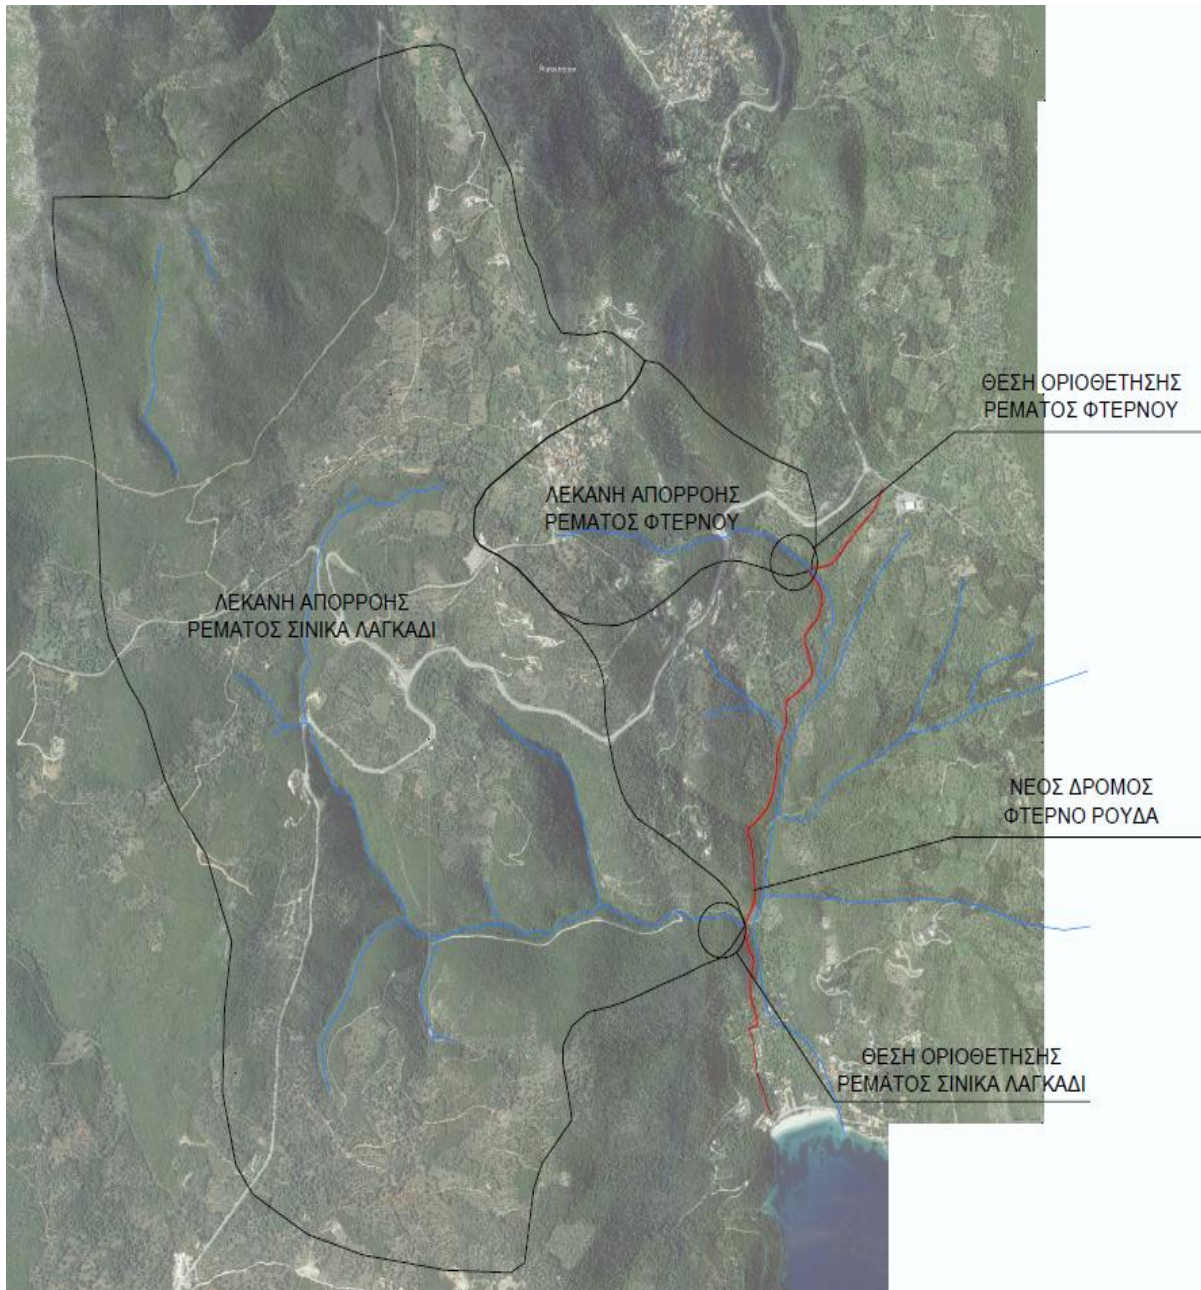 ΘΕΣΗ ΟΡΙΟΘΕΤΗΣΗΣ
ΡΕΜΑΤΟΣ ΦΤΕΡΝΟΥ
ΛΕΚΑΝΗ ΑΠΟΡΡΟΗΣ
ΡΕΜΑΤΟΣ ΦΤΕΡΝΟΥ
ΛΕΚΑΝΗ ΑΠΟΡΡΟΗΣ
ΡΕΜΑΤΟΣ ΣΙΝΙΚΑ ΛΑΓΚΑΔΙ
ΝΕΟΣ ΔΡΟΜΟΣ
ΦΤΕΡΝΟ ΡΟΥΔΑ
ΘΕΣΗ ΟΡΙΟΘΕΤΗΣΗΣ
ΡΕΜΑΤΟΣ ΣΙΝΙΚΑ ΛΑΓΚΑΔΙ